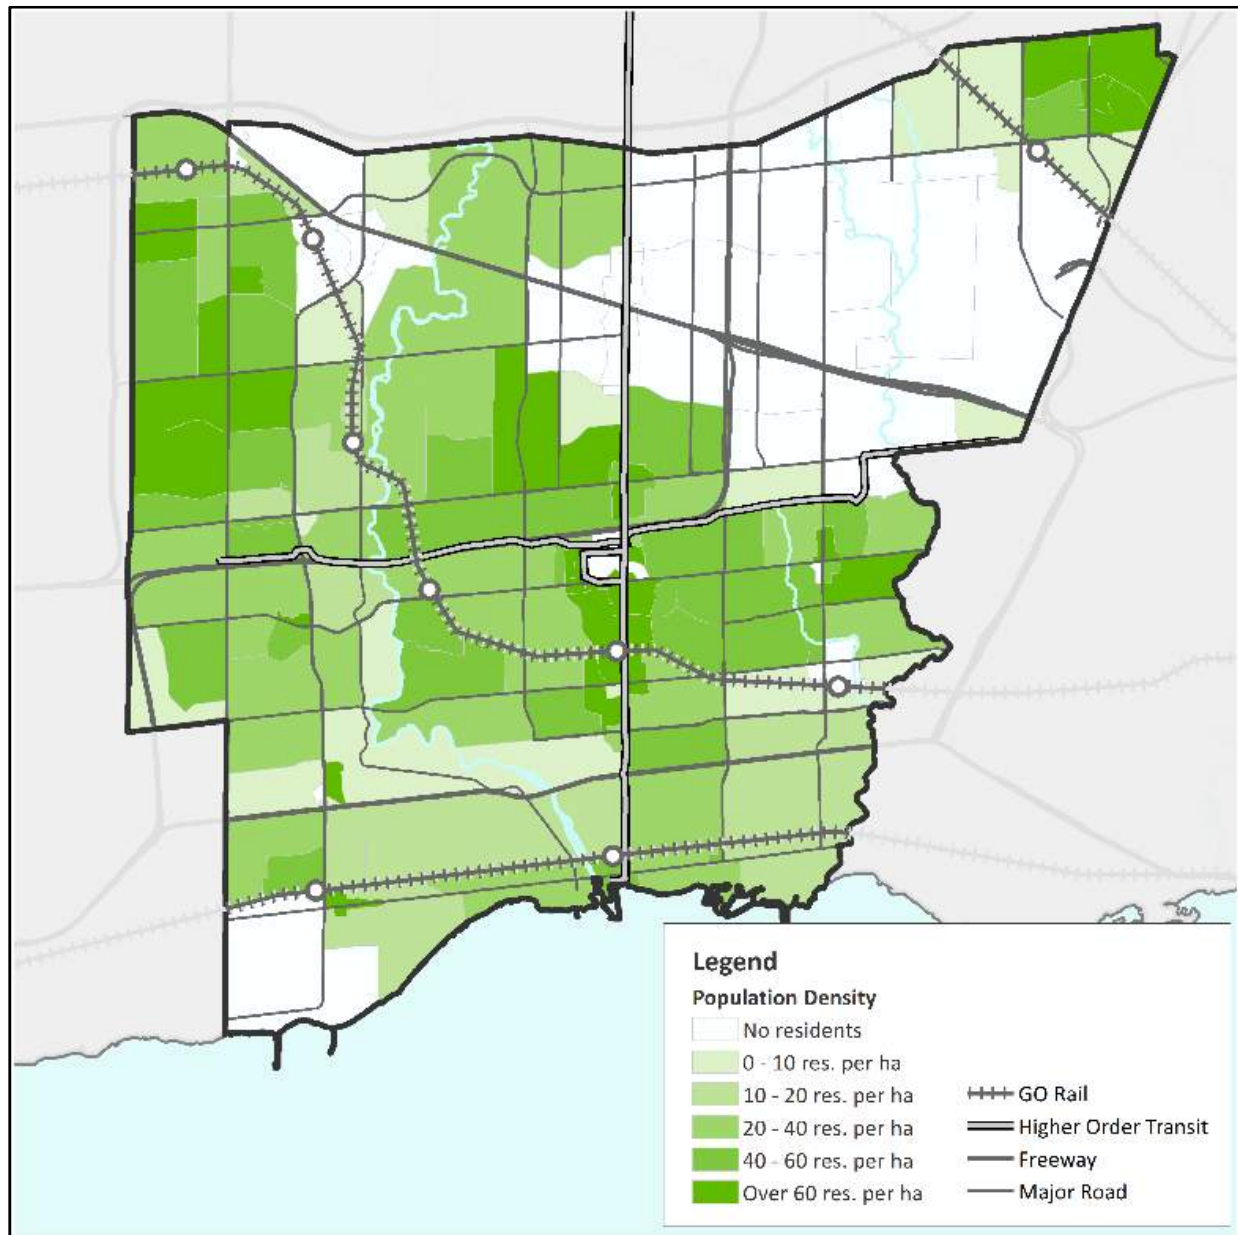 Legend
Population Density
No residents
0 - 10 res. per ha
10 - 20 res. per ha
20 - 40 res. per ha
40 - 60 res. per ha
Over 60 res. per ha
GO Rail
Higher Order Transit
Freeway
Major Road